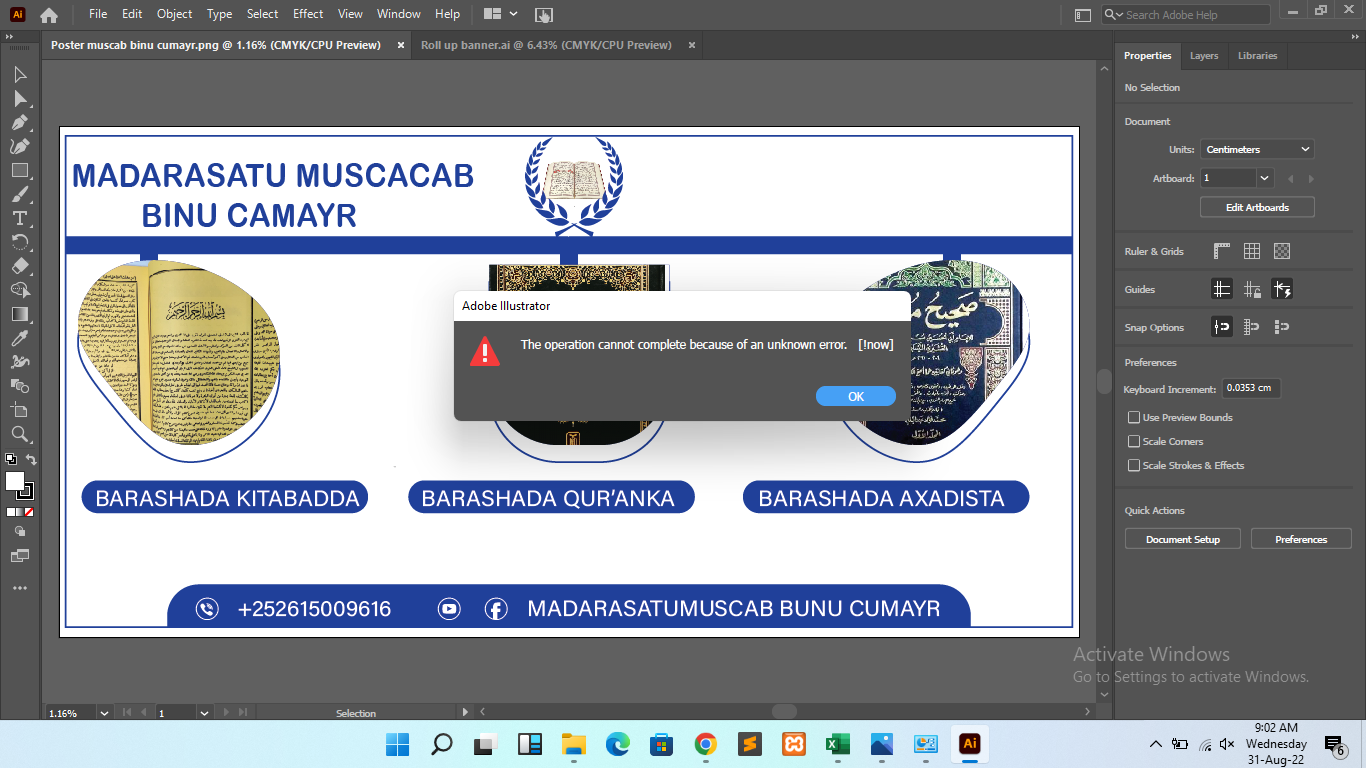 Ai
File Edit Object Type Select Effect View Window Help
Search Adobe Help
Poster muscab binu cumayr.png @ 1.16% (CMYK/CPU Preview) ×
Roll up banner.ai @ 6.43% (CMYK/CPU Preview) ×
Properties Layers Libraries
No Selection
Document
Units: Centimeters
Artboard: 1
Edit Artboards
Ruler & Grids
Guides
Snap Options
Preferences
Keyboard Increment: 0.0353 cm
Use Preview Bounds
Scale Corners
Scale Strokes & Effects
Quick Actions
Document Setup Preferences
MADARASATU MUSCACAB
BINU CAMAYR
صحيح
Adobe Illustrator
The operation cannot complete because of an unknown error. [!now]
OK
BARASHADA KITABADDA
BARASHADA QUR'ANKA
BARASHADA AXADISTA
+252615009616
MADARASATUMUSCAB BUNU CUMAYR
Activate Windows
Go to Settings to activate Windows.
1.16% 1 Selection
Ai
9:02 AM
Wednesday
31-Aug-22
6